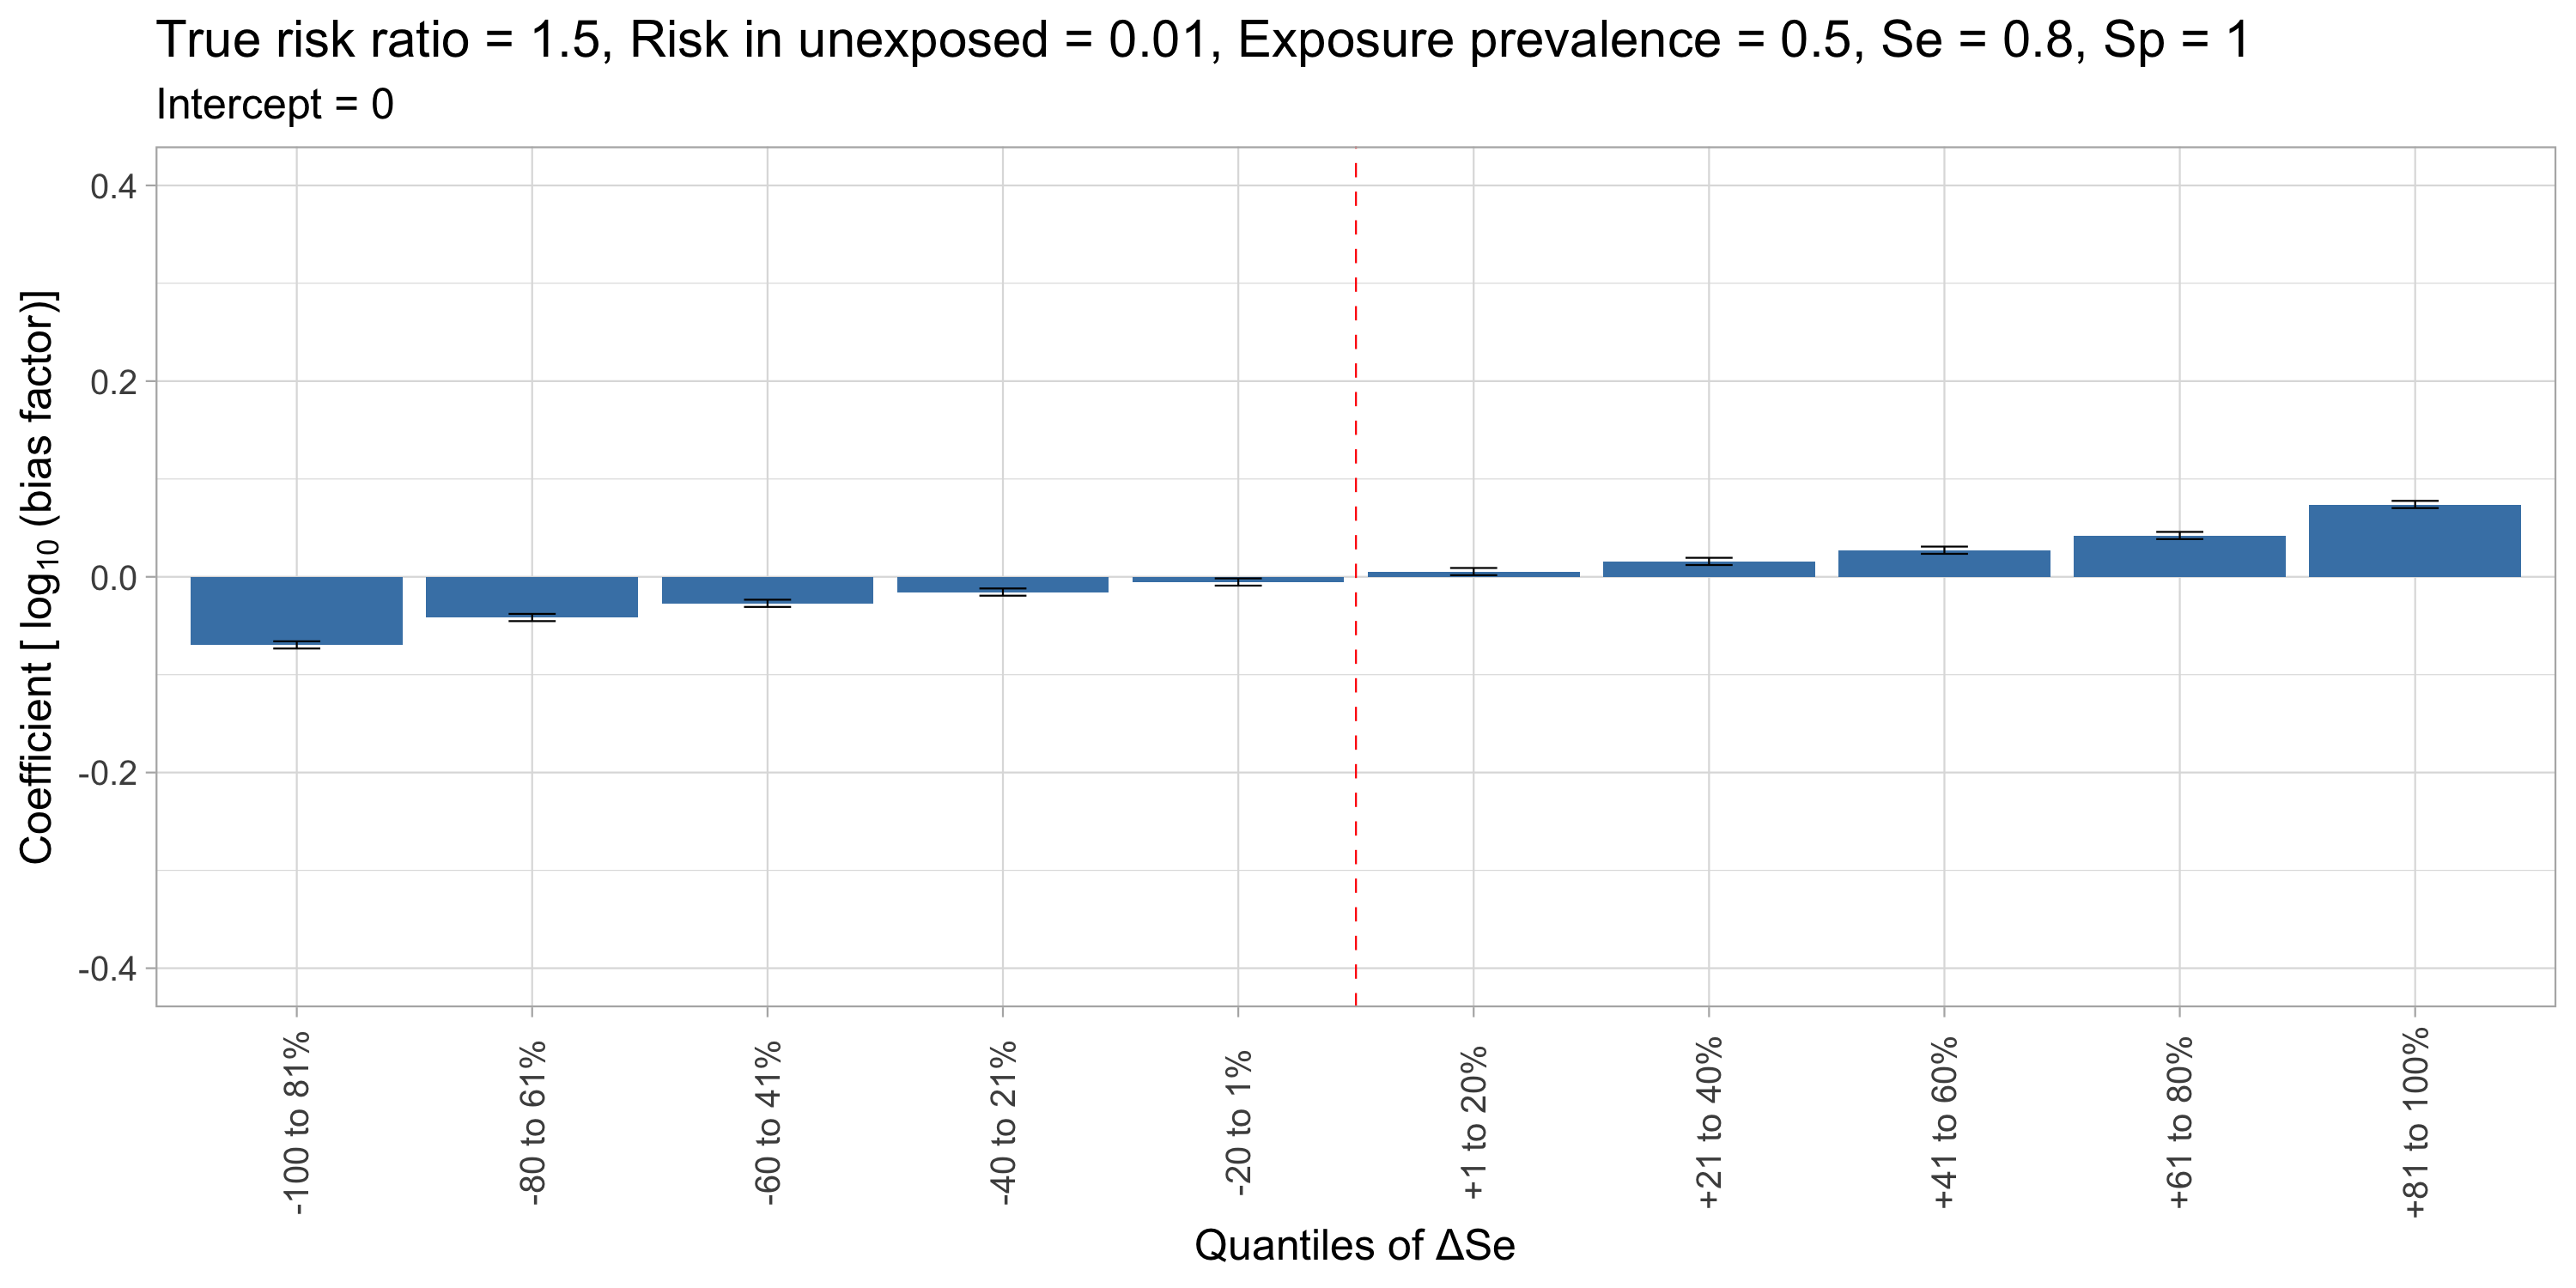 True risk ratio = 1.5, Risk in unexposed = 0.01, Exposure prevalence = 0.5, Se = 0.8, Sp = 1
Intercept = 0
Coefficient [ log₁₀ (bias factor)]
0.4
0.2
0.0
-0.2
-0.4
-100 to 81%
-80 to 61%
-60 to 41%
-40 to 21%
-20 to 1%
+1 to 20%
+21 to 40%
+41 to 60%
+61 to 80%
+81 to 100%
Quantiles of ΔSe